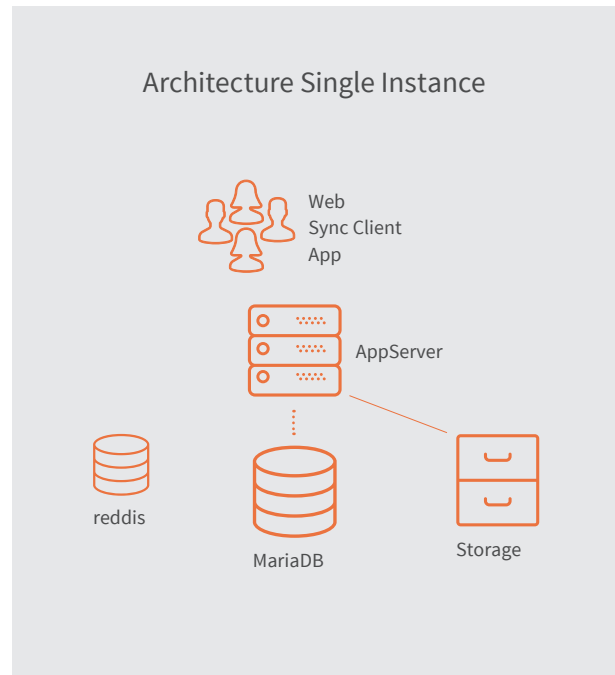 Architecture Single Instance
Web
Sync Client
App
AppServer
reddis
MariaDB
Storage